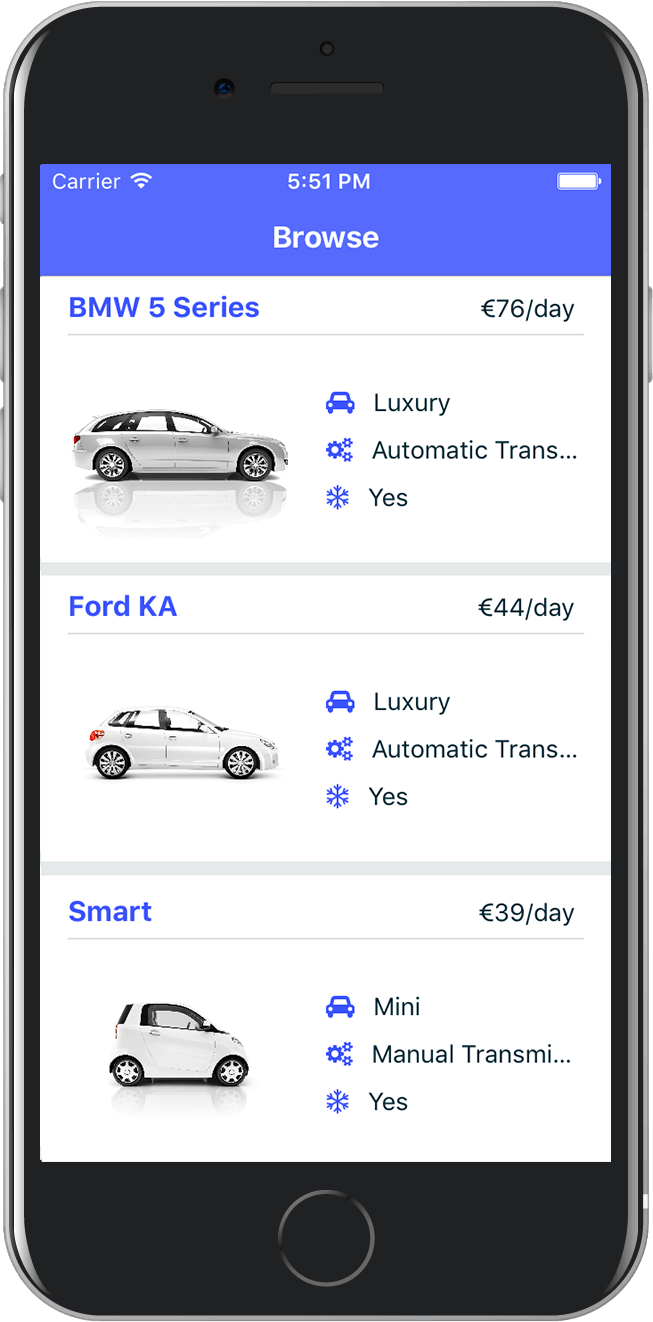 Carrier 5:51 PM
Browse
BMW 5 Series €76/day
Luxury
Automatic Trans...
Yes
Ford KA €44/day
Luxury
Automatic Trans...
Yes
Smart €39/day
Mini
Manual Transmi...
Yes